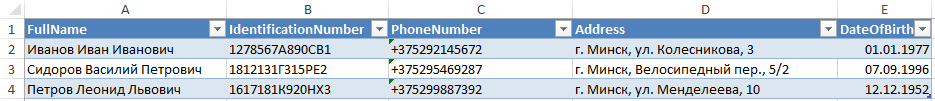 A B C D E
1 FullName IdentificationNumber PhoneNumber Address DateOfBirth
2 Иванов Иван Иванович 1278567А890СВ1 +375292145672 г. Минск, ул. Колесникова, 3 01.01.1977
3 Сидоров Василий Петрович 1812131Г315РЕ2 +375295469287 г. Минск, Велосипедный пер., 5/2 07.09.1996
4 Петров Леонид Львович 1617181К920НХ3 +375299887392 г. Минск, ул. Менделеева, 10 12.12.1952